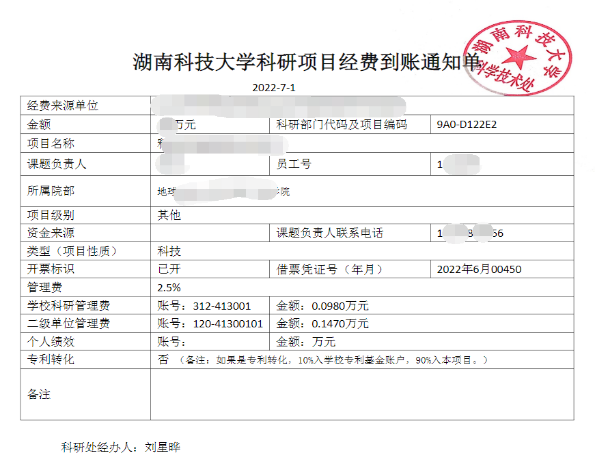 湖南科技大学科研项目经费到账通知单
湖南科技大学
科学技术处
2022-7-1
经费来源单位
金额 万元 科研部门代码及项目编码 9A0-D122E2
项目名称
课题负责人 员工号 1
所属院部 地球 院
项目级别 其他
资金来源 课题负责人联系电话 1 8 66
类型（项目性质） 科技
开票标识 已开 借票凭证号（年月） 2022年6月00450
管理费 2.5%
学校科研管理费 账号：312-413001 金额：0.0980万元
二级单位管理费 账号：120-41300101 金额：0.1470万元
个人绩效 账号： 金额：万元
专利转化 否 （备注：如果是专利转化，10%入学校专利基金账户，90%入本项目。）
备注
科研处经办人：刘星晔